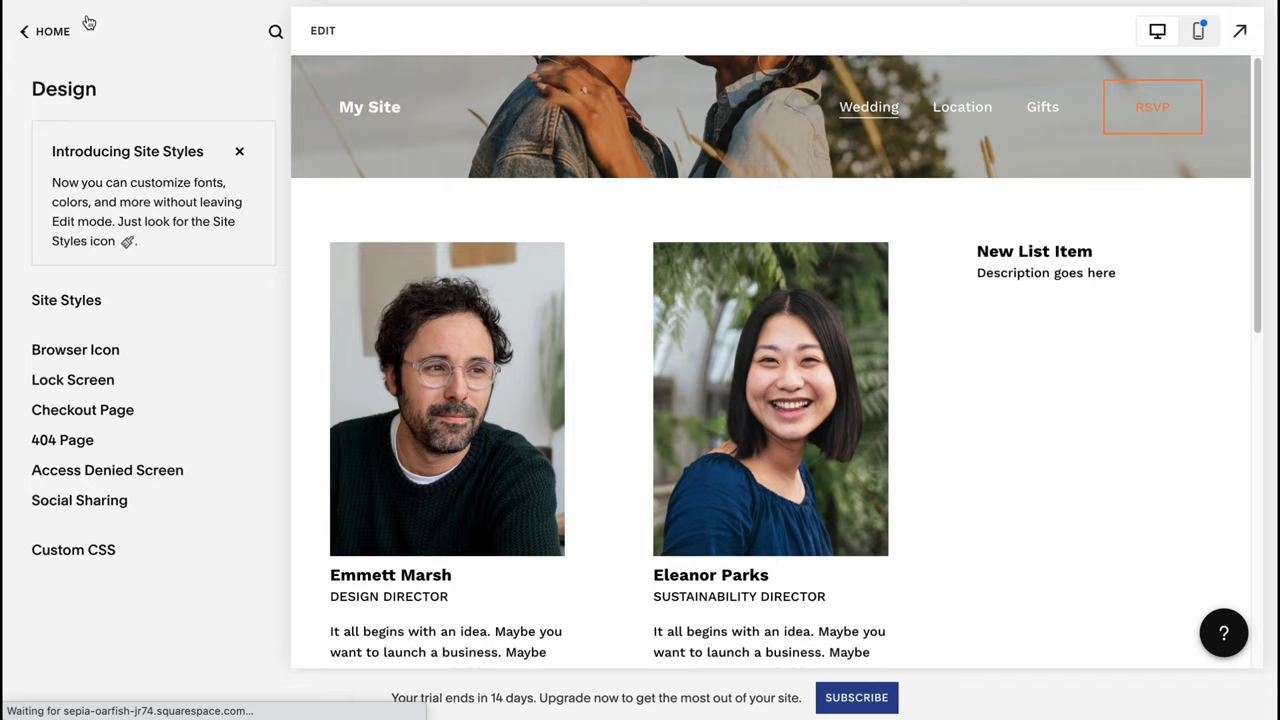 HOME
Design
Introducing Site Styles
Now you can customize fonts,
colors, and more without leaving
Edit mode. Just look for the Site
Styles icon .
Site Styles
Browser Icon
Lock Screen
Checkout Page
404 Page
Access Denied Screen
Social Sharing
Custom CSS
EDIT
My Site
Wedding
Location
Gifts
RSVP
Emmett Marsh
DESIGN DIRECTOR
It all begins with an idea. Maybe you
want to launch a business. Maybe
Eleanor Parks
SUSTAINABILITY DIRECTOR
It all begins with an idea. Maybe you
want to launch a business. Maybe
New List Item
Description goes here
?
Your trial ends in 14 days. Upgrade now to get the most out of your site.
SUBSCRIBE
Waiting for sepia-oarfish-jr74.squarespace.com...